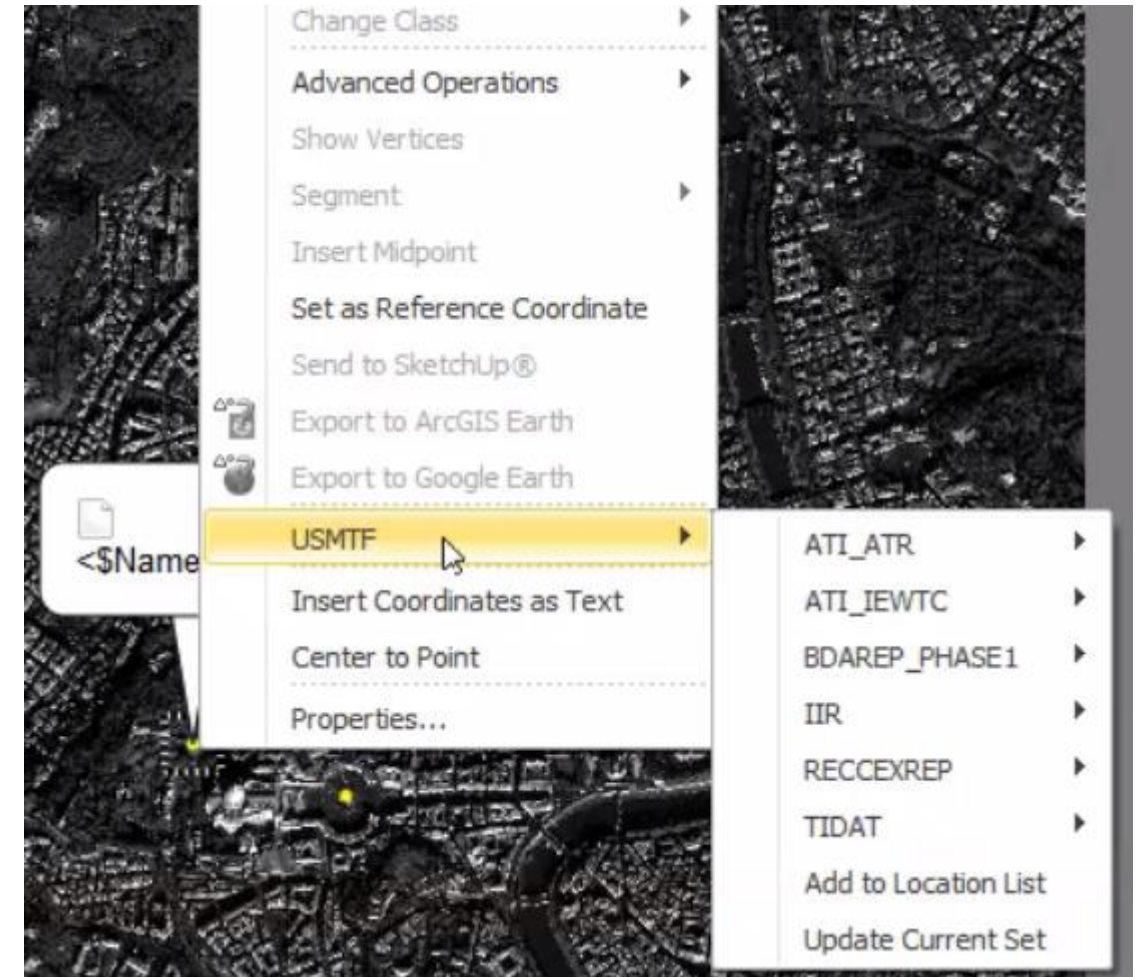 Change Class
Advanced Operations
Show Vertices
Segment
Insert Midpoint
Set as Reference Coordinate
Send to SketchUp®
Export to ArcGIS Earth
Export to Google Earth
<$Name
USMTF
Insert Coordinates as Text
Center to Point
Properties...
ATI_ATR
ATI_IEWTC
BDAREP_PHASE1
IIR
RECCEXREP
TIDAT
Add to Location List
Update Current Set